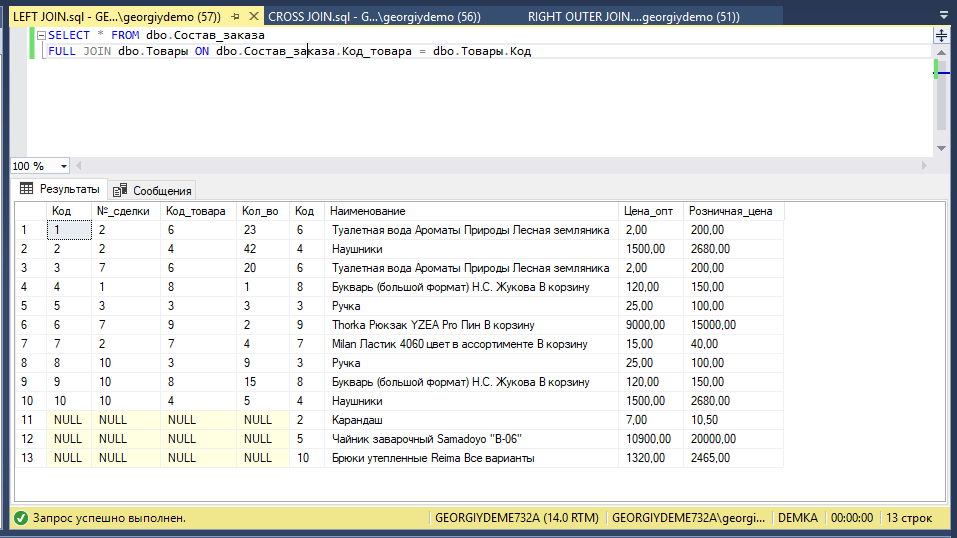 LEFT JOIN.sql - GE...\georgiydemo (57))
CROSS JOIN.sql - G...\georgiydemo (56))
RIGHT OUTER JOIN....georgiydemo (51))
SELECT * FROM dbo.Состав_заказа
FULL JOIN dbo.Товары ON dbo.Состав_заказа.Код_товара = dbo.Товары.Код
100 %
Результаты Сообщения
Код №_сделки Код_товара Кол_во Код Наименование Цена_опт Розничная_цена
1 1 2 6 23 6 Туалетная вода Ароматы Природы Лесная земляника 2,00 200,00
2 2 2 4 42 4 Наушники 1500,00 2680,00
3 3 7 6 20 6 Туалетная вода Ароматы Природы Лесная земляника 2,00 200,00
4 4 1 8 1 8 Букварь (большой формат) Н.С. Жукова В корзину 120,00 150,00
5 5 3 3 3 3 Ручка 25,00 100,00
6 6 7 9 2 9 Thorka Рюкзак YZEA Pro Пин В корзину 9000,00 15000,00
7 7 2 7 4 7 Milan Ластик 4060 цвет в ассортименте В корзину 15,00 40,00
8 8 10 3 9 3 Ручка 25,00 100,00
9 9 10 8 15 8 Букварь (большой формат) Н.С. Жукова В корзину 120,00 150,00
10 10 10 4 5 4 Наушники 1500,00 2680,00
11 NULL NULL NULL NULL 2 Карандаш 7,00 10,50
12 NULL NULL NULL NULL 5 Чайник заварочный Samadoyo "B-06" 10900,00 20000,00
13 NULL NULL NULL NULL 10 Брюки утепленные Reima Все варианты 1320,00 2465,00
Запрос успешно выполнен. GEORGIYDEME732A (14.0 RTM) GEORGIYDEME732A\georgi... DEMKA 00:00:00 13 строк